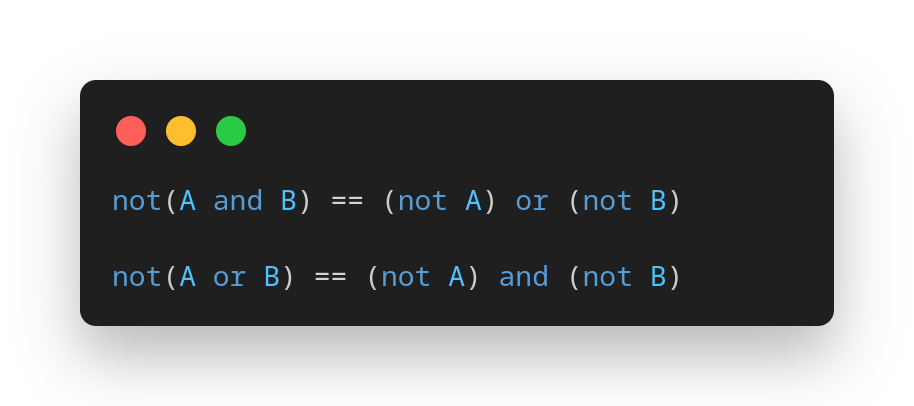 not(A and B) == (not A) or (not B)
not(A or B) == (not A) and (not B)